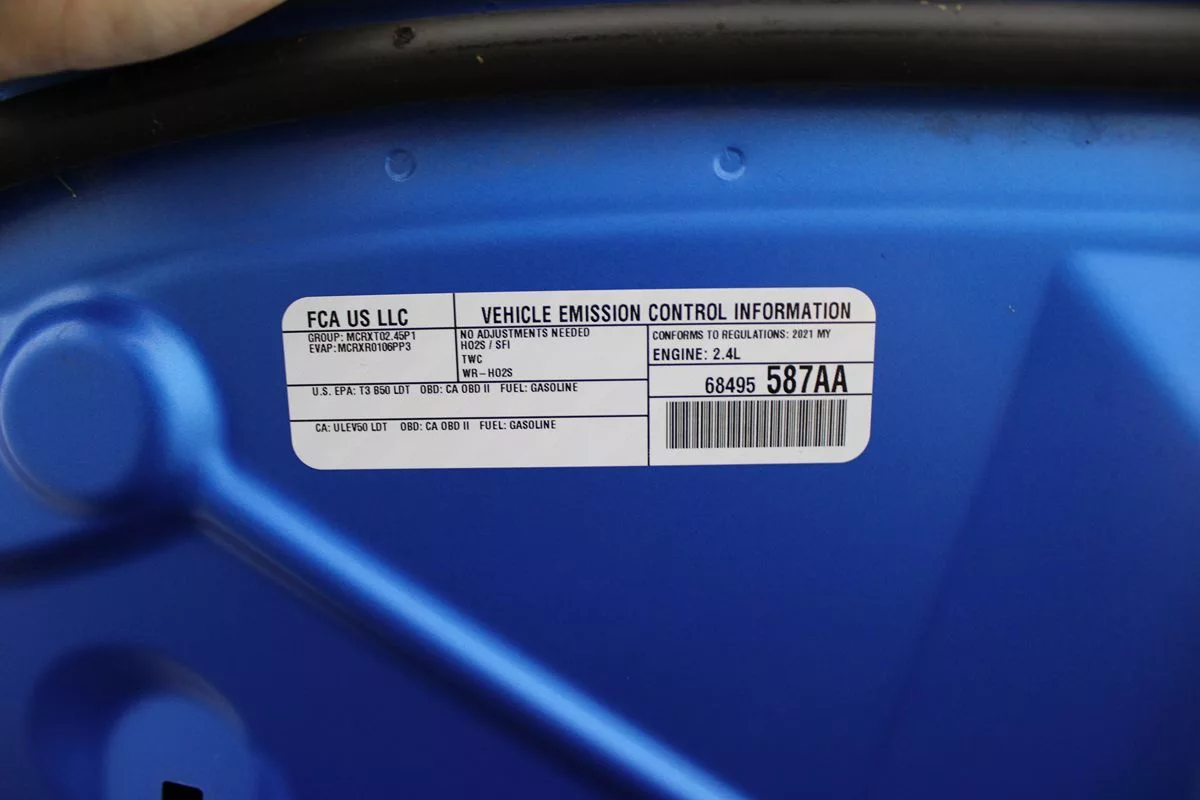 FCA US LLC
VEHICLE EMISSION CONTROL INFORMATION
GROUP: MCRXT02.45P1
EVAP: MCRXR0106PP3
NO ADJUSTMENTS NEEDED
HO2S / SFI
TWC
WR-HO2S
CONFORMS TO REGULATIONS: 2021 MY
ENGINE: 2.4L
U.S. EPA: T3 B50 LDT OBD: CA OBD II FUEL: GASOLINE
68495 587AA
CA: ULEV50 LDT OBD: CA OBD II FUEL: GASOLINE